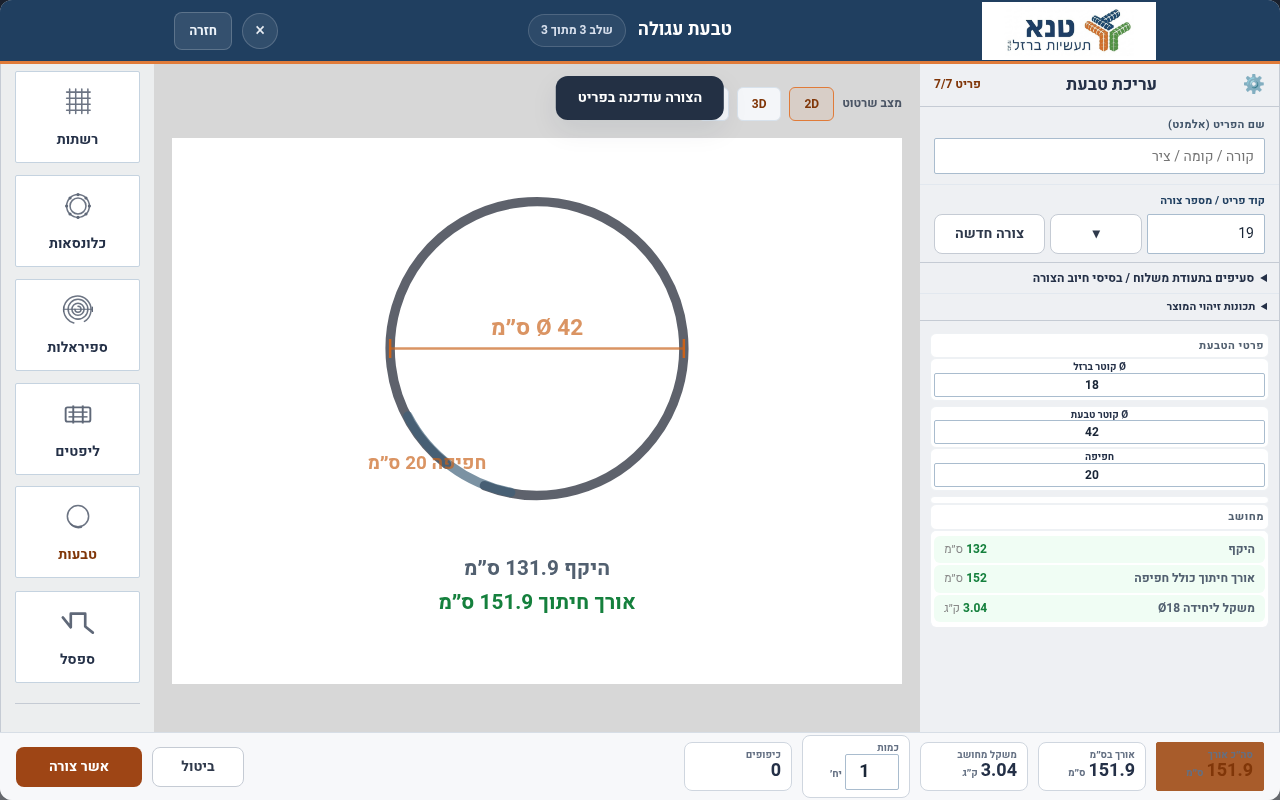 טנא
תעשיות ברזל
טבעת עגולה
שלב 3 מתוך 3
×
חזרה
עריכת טבעת
פריט 7/7
שם הפריט (אלמנט)
קורה / קומה / ציר
קוד פריט / מספר צורה
19
▼
צורה חדשה
◀ סעיפים בתעודת משלוח / בסיסי חיוב הצורה
◀ תכונות זיהוי המוצר
פרטי הטבעת
Ø קוטר ברזל
18
Ø קוטר טבעת
42
חפיפה
20
מחושב
היקף
132 ס״מ
אורך חיתוך כולל חפיפה
152 ס״מ
משקל ליחידה Ø18
3.04 ק״ג
מצב שרטוט
2D
3D
הצורה עודכנה בפריט
Ø 42 ס״מ
חפיפה 20 ס״מ
היקף 131.9 ס״מ
אורך חיתוך 151.9 ס״מ
רשתות
כלונסאות
ספיראלות
ליפטים
טבעות
ספסל
151.9
אורך בס״מ
151.9 ס״מ
משקל מחושב
3.04 ק״ג
כמות
1 יח׳
כיפופים
0
ביטול
אשר צורה